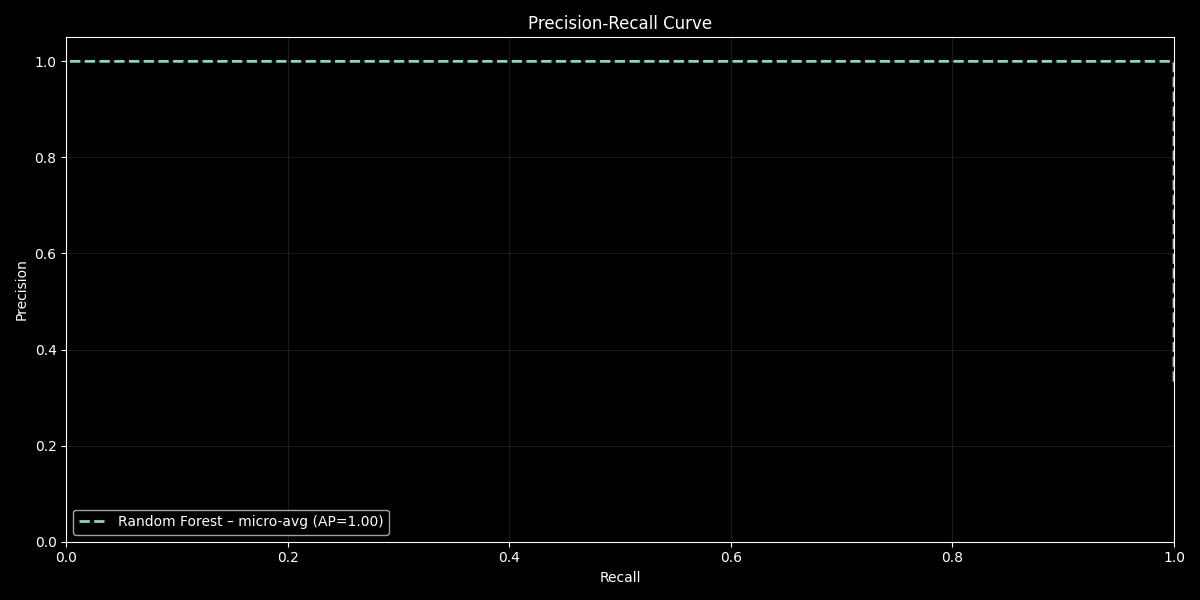 Precision-Recall Curve
1.0
0.8
0.6
0.4
0.2
0.0
Precision
Random Forest – micro-avg (AP=1.00)
0.0 0.2 0.4 0.6 0.8 1.0
Recall